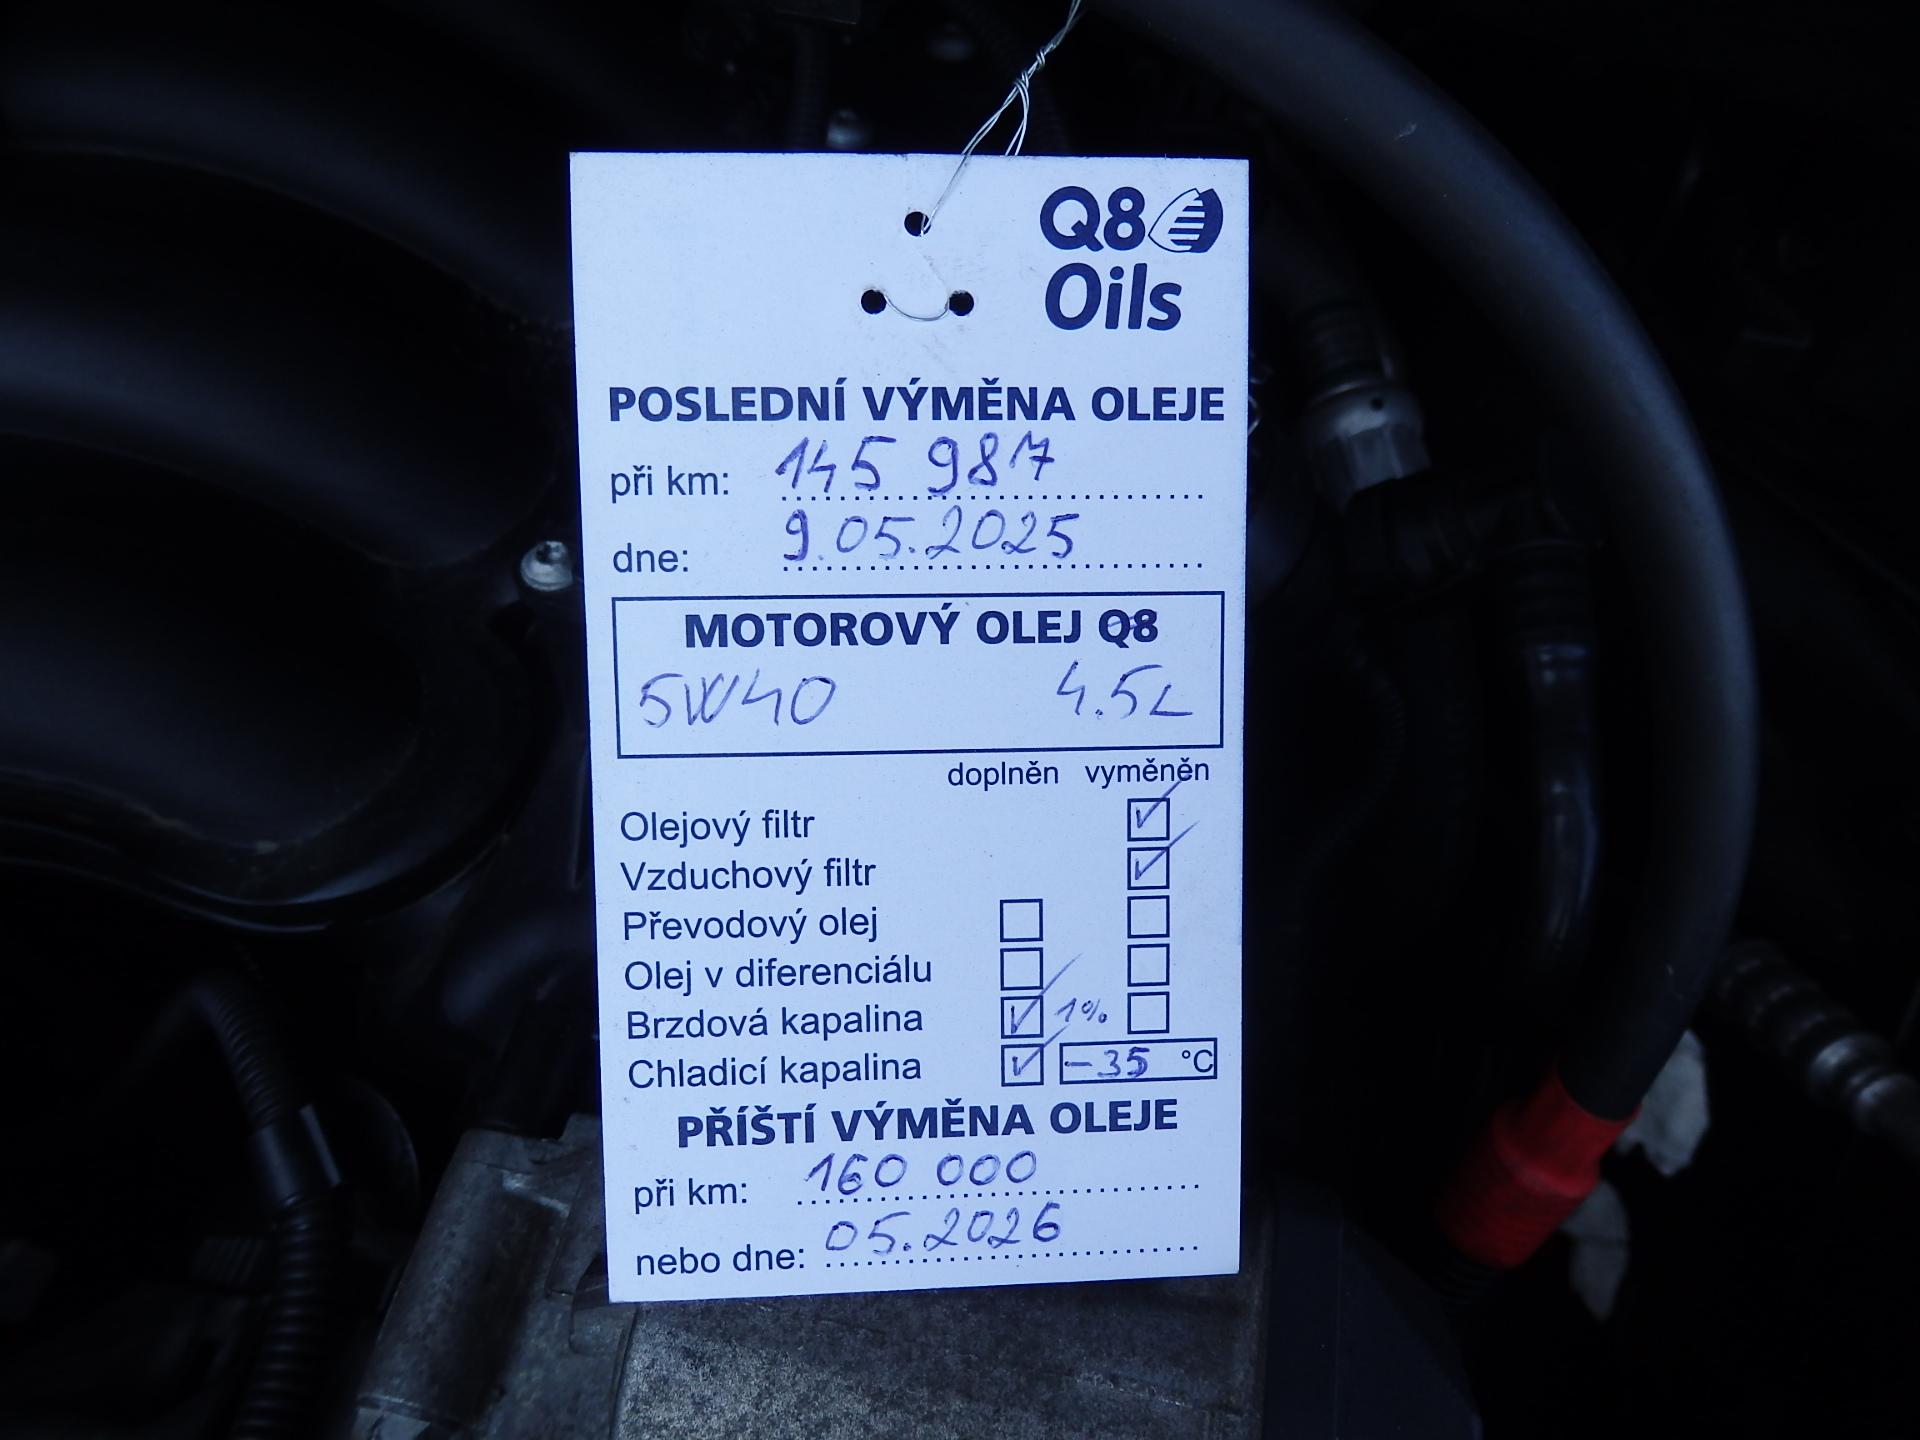 Q8
Oils
POSLEDNÍ VÝMĚNA OLEJE
při km: 145 987
dne: 9.05.2025
MOTOROVÝ OLEJ Q8
5W40 4.5L
doplněn vyměněn
Olejový filtr
Vzduchový filtr
Převodový olej
Olej v diferenciálu
Brzdová kapalina 1%
Chladicí kapalina -35 °C
PŘÍŠTÍ VÝMĚNA OLEJE
při km: 160 000
nebo dne: 05.2026